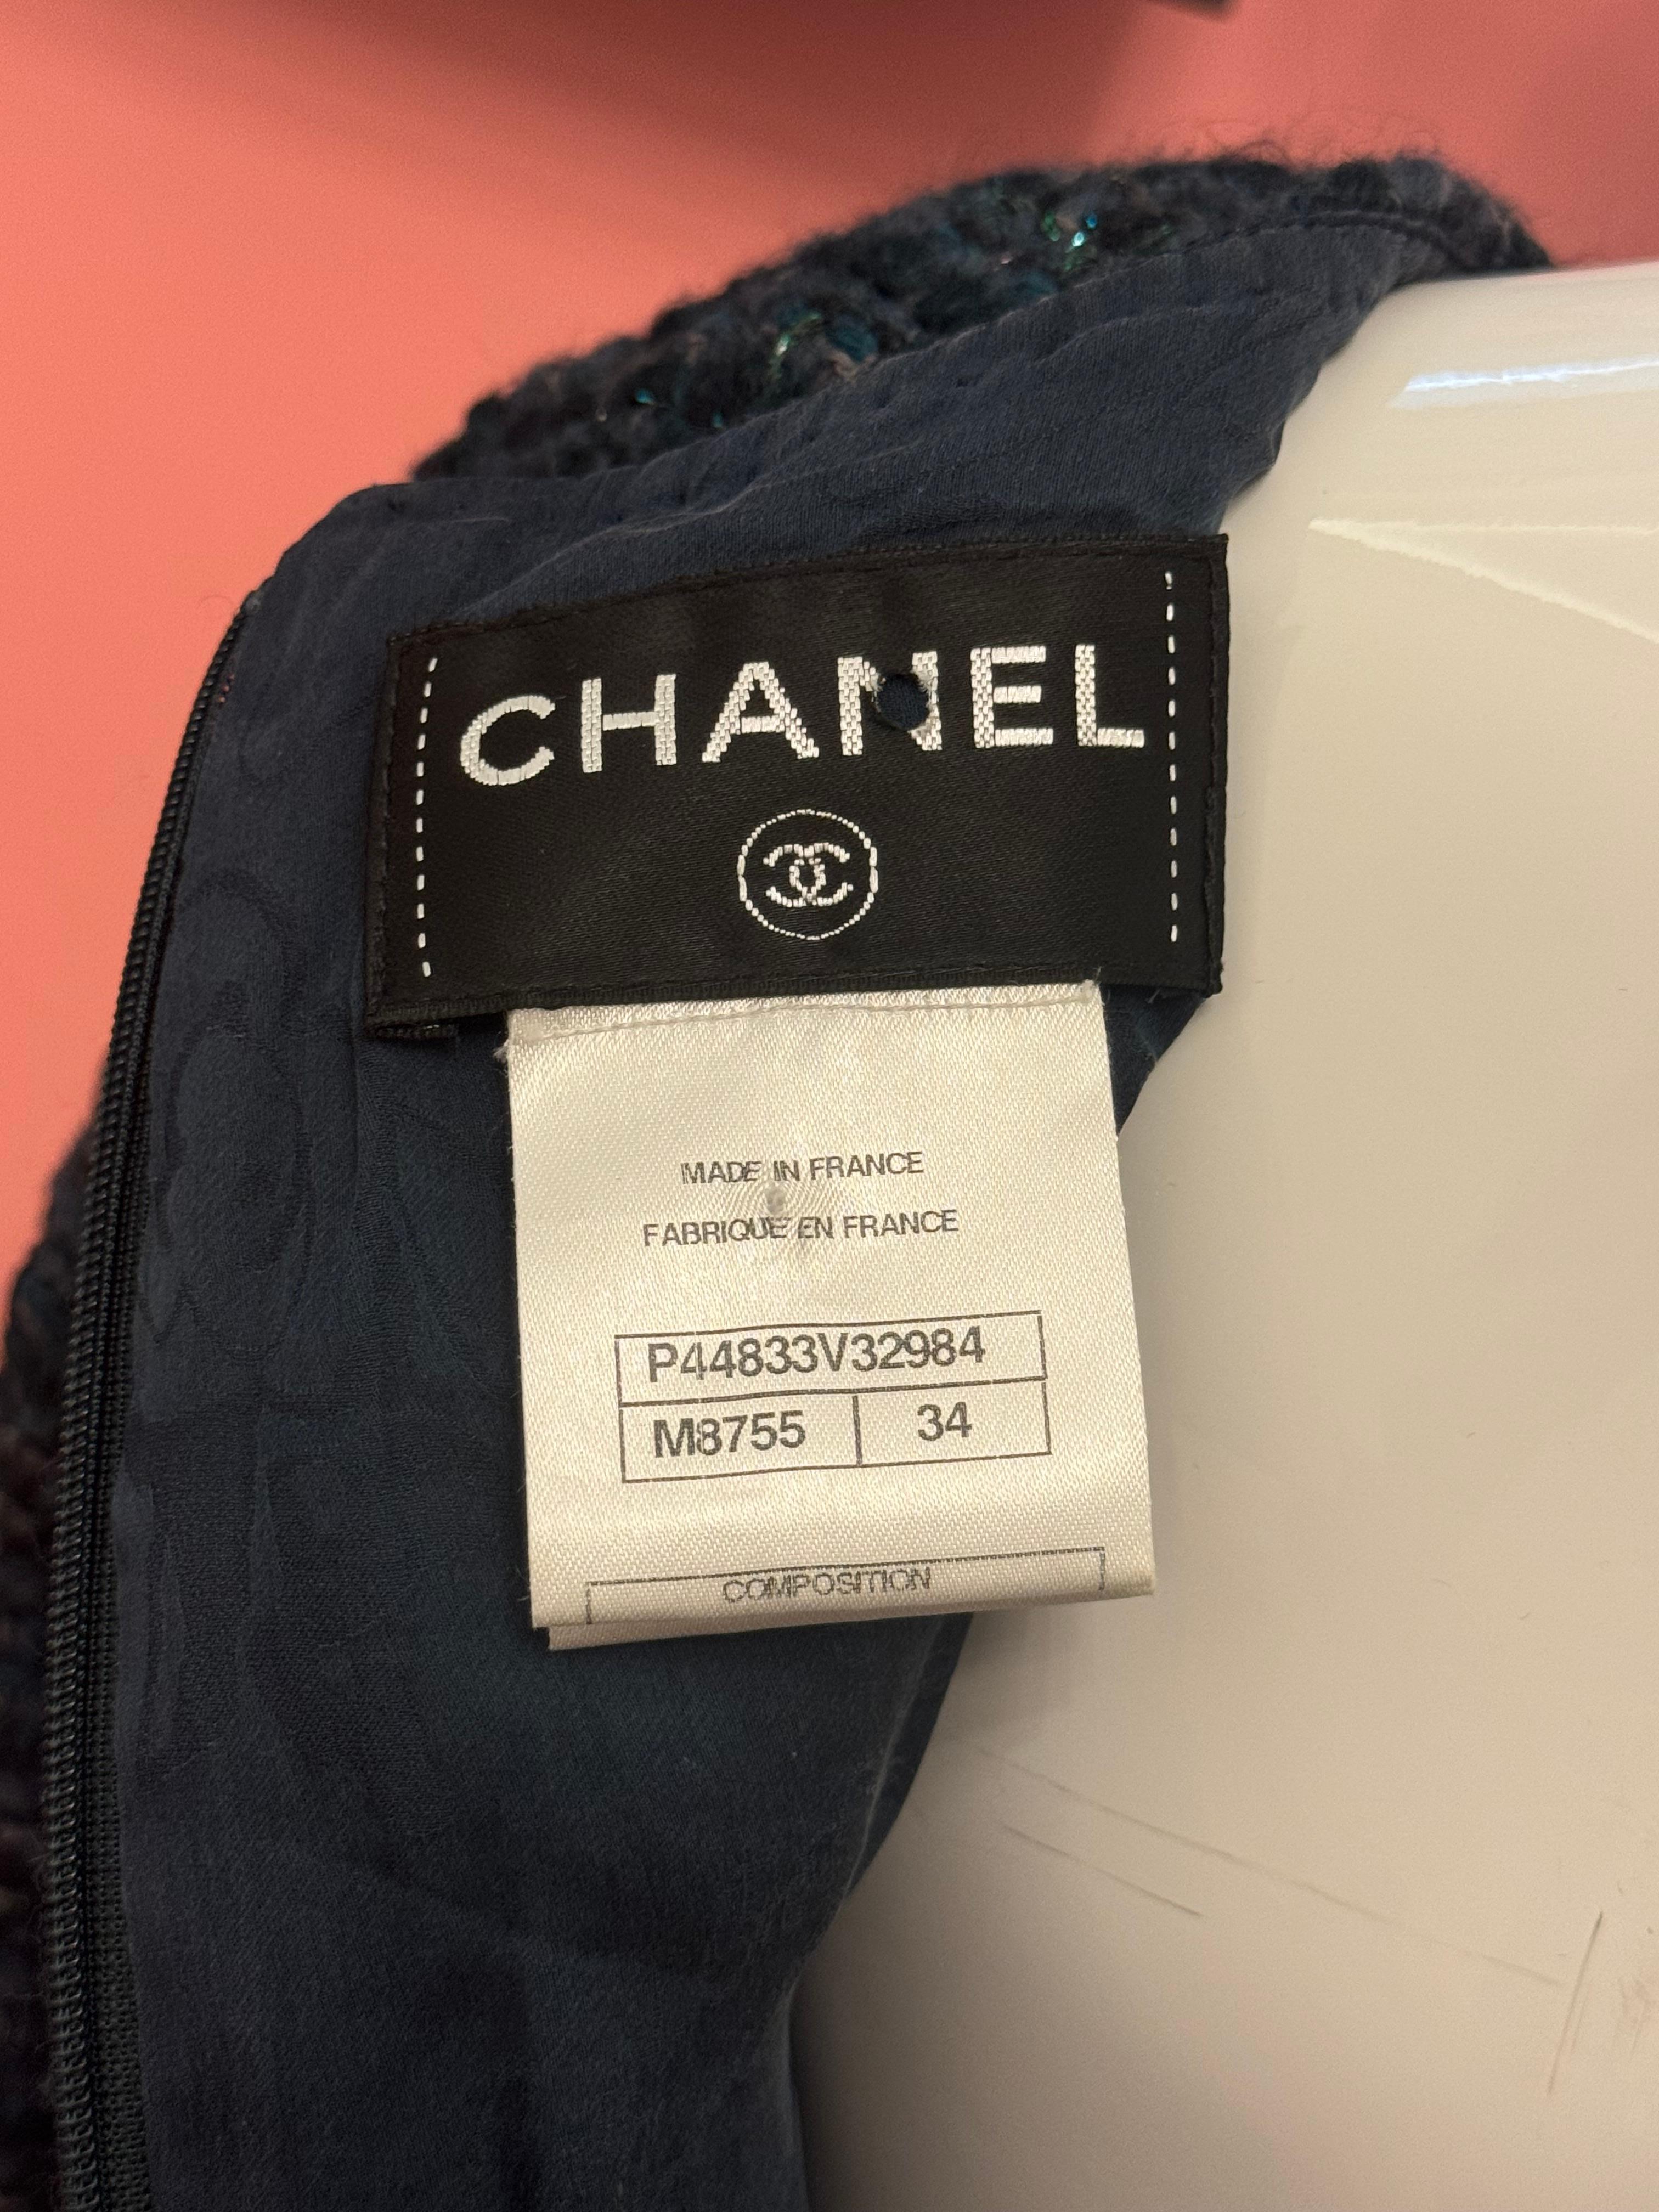 CHANEL
MADE IN FRANCE
FABRIQUE EN FRANCE
P44833V32984
M8755 34
COMPOSITION